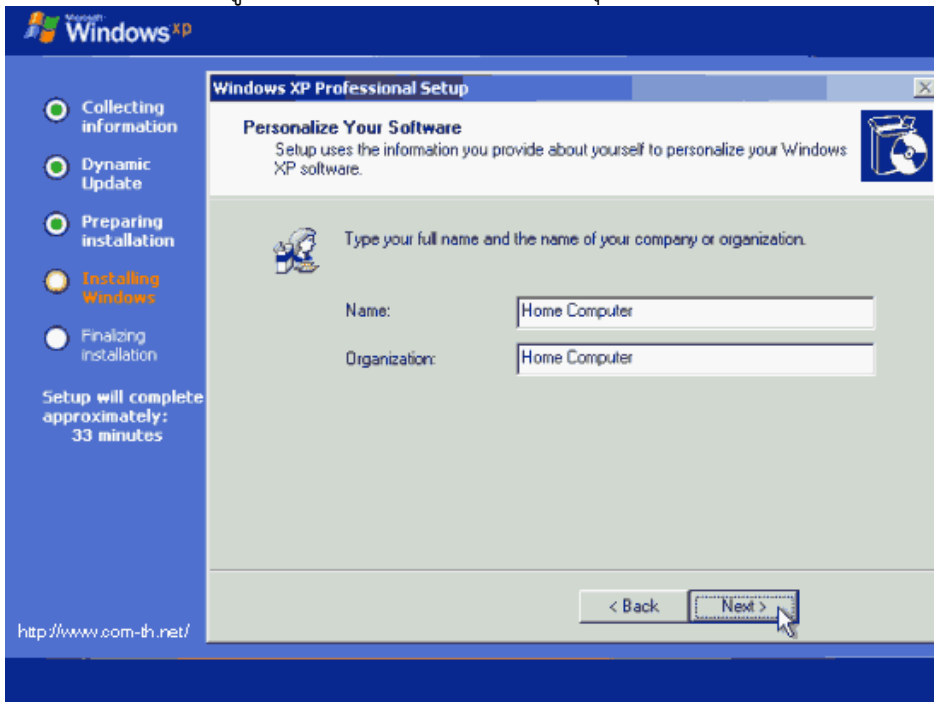 Microsoft
Windows xp
Windows XP Professional Setup
Collecting
information
Dynamic
Update
Preparing
installation
Installing
Windows
Finalizing
installation
Setup will complete
approximately:
33 minutes
http://www.com-th.net/
Personalize Your Software
Setup uses the information you provide about yourself to personalize your Windows
XP software.
Type your full name and the name of your company or organization.
Name: Home Computer
Organization: Home Computer
< Back Next >